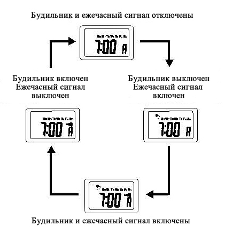 Будильник и ежечасный сигнал отключены
7:00 A
Будильник включен
Ежечасный сигнал
выключен
Будильник выключен
Ежечасный сигнал
включен
7:00 A
7:00 A
7:00 A
Будильник и ежечасный сигнал включены